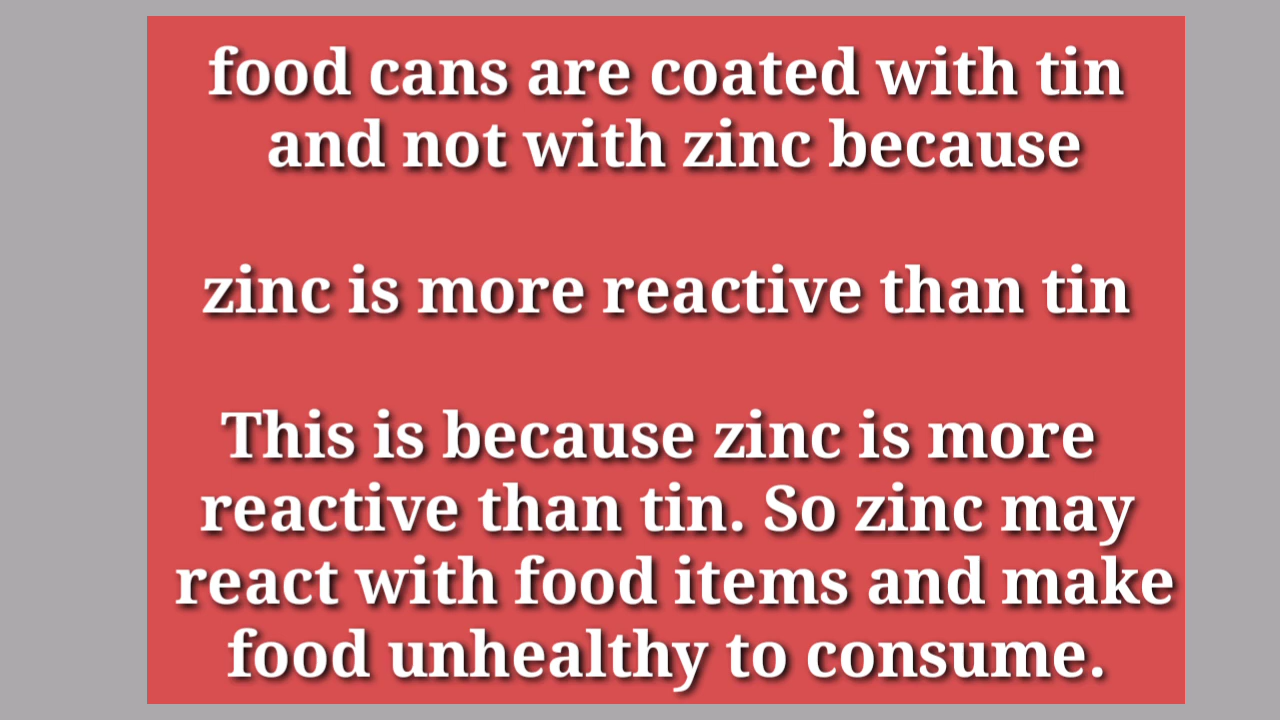 food cans are coated with tin
and not with zinc because
zinc is more reactive than tin
This is because zinc is more
reactive than tin. So zinc may
react with food items and make
food unhealthy to consume.